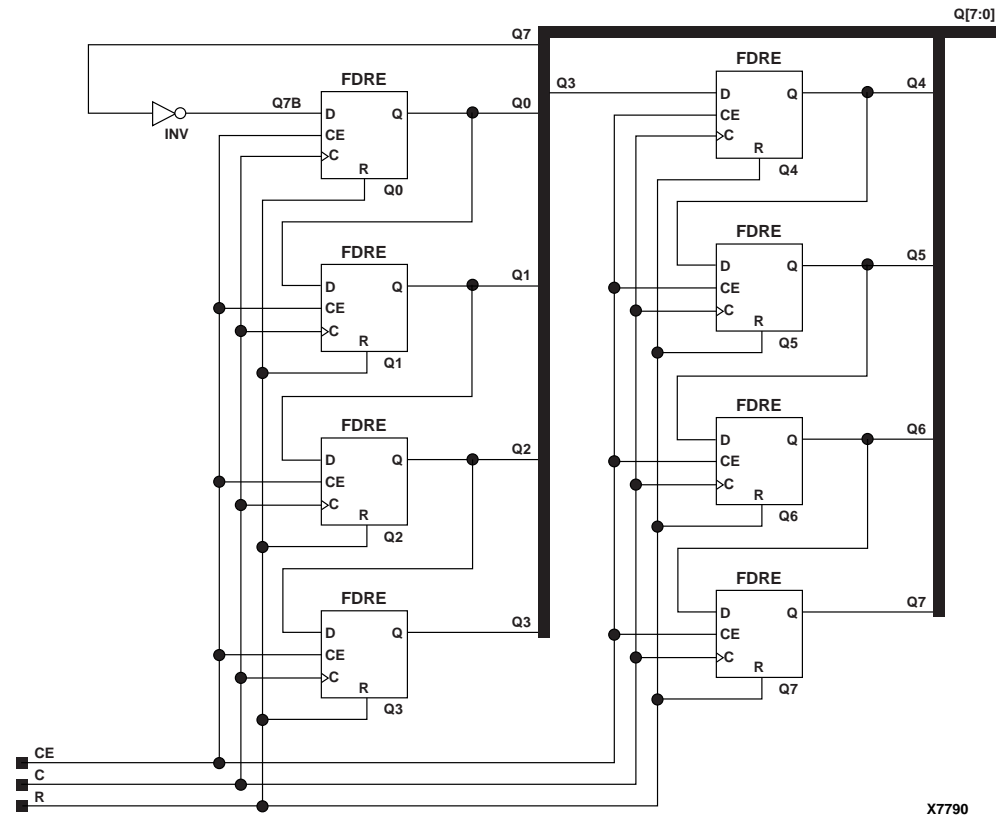 Q[7:0]
Q7
FDRE
Q7B
D
Q
Q0
CE
C
R
Q0
INV
FDRE
D
Q
Q1
CE
C
R
Q1
FDRE
D
Q
Q2
CE
C
R
Q2
FDRE
D
Q
Q3
CE
C
R
Q3
Q3
FDRE
D
Q
Q4
CE
C
R
Q4
FDRE
D
Q
Q5
CE
C
R
Q5
FDRE
D
Q
Q6
CE
C
R
Q6
FDRE
D
Q
Q7
CE
C
R
Q7
CE
C
R
X7790